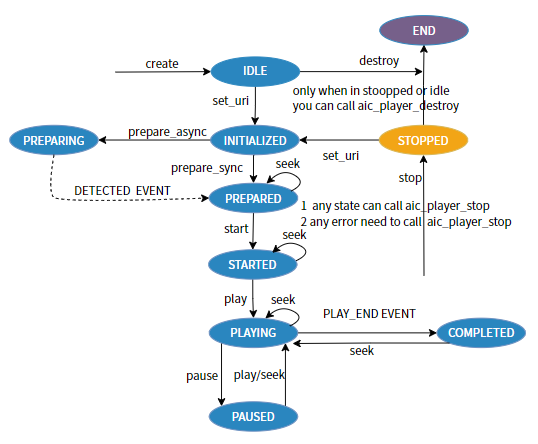 END
create
destroy
IDLE
only when in stoopped or idle
you can call aic_player_destroy
set_uri
PREPARING
prepare_async
INITIALIZED
STOPPED
set_uri
prepare_sync
seek
stop
DETECTED EVENT
PREPARED
1 any state can call aic_player_stop
2 any error need to call aic_player_stop
start
seek
STARTED
play
seek
PLAY_END EVENT
PLAYING
COMPLETED
seek
pause
play/seek
PAUSED